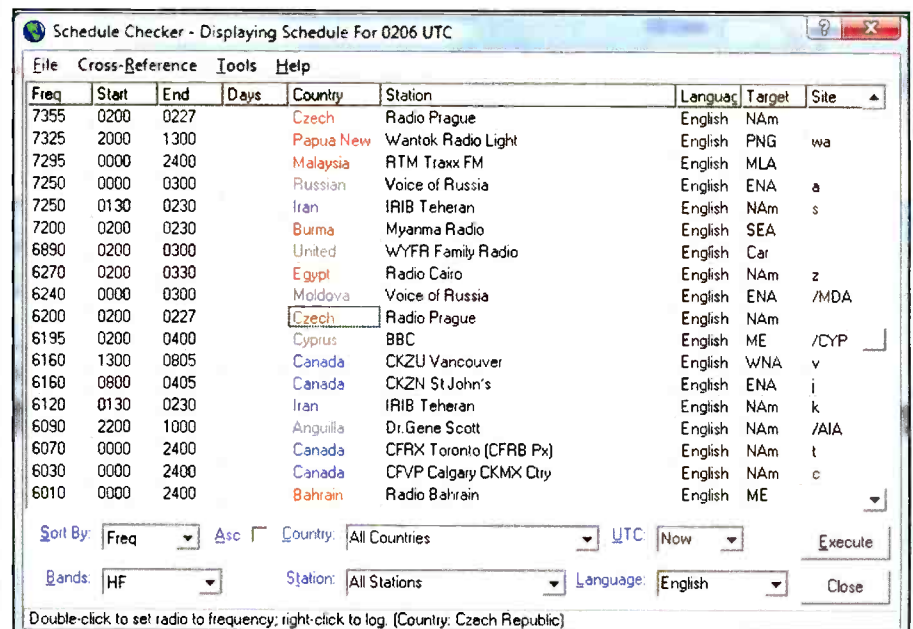 Schedule Checker - Displaying Schedule For 0206 UTC
File Cross-Reference Tools Help
Freq Start End Days Country Station Languag Target Site
7355 0200 0227 Czech Radio Prague English NAm
7325 2000 1300 Papua New Wantok Radio Light English PNG wa
7295 0000 2400 Malaysia RTM Traxx FM English MLA
7250 0000 0300 Russian Voice of Russia English ENA a
7250 0130 0230 Iran IRIB Teheran English NAm s
7200 0200 0230 Burma Myanma Radio English SEA
6890 0200 0300 United WYFR Family Radio English Car
6270 0200 0330 Egypt Radio Cairo English NAm z
6240 0000 0300 Moldova Voice of Russia English ENA /MDA
6200 0200 0227 Czech Radio Prague English NAm
6195 0200 0400 Cyprus BBC English ME /CYP
6160 1300 0805 Canada CKZU Vancouver English WNA v
6160 0800 0405 Canada CKZN St John's English ENA j
6120 0130 0230 Iran IRIB Teheran English NAm k
6090 2200 1000 Anguilla Dr.Gene Scott English NAm /AIA
6070 0000 2400 Canada CFRX Toronto (CFRB Px) English NAm t
6030 0000 2400 Canada CFVP Calgary CKMX Ctry English NAm c
6010 0000 2400 Bahrain Radio Bahrain English ME
Sort By: Freq Asc Country: All Countries UTC: Now Execute
Bands: HF Station: All Stations Language: English Close
Double-click to set radio to frequency; right-click to log. (Country: Czech Republic)